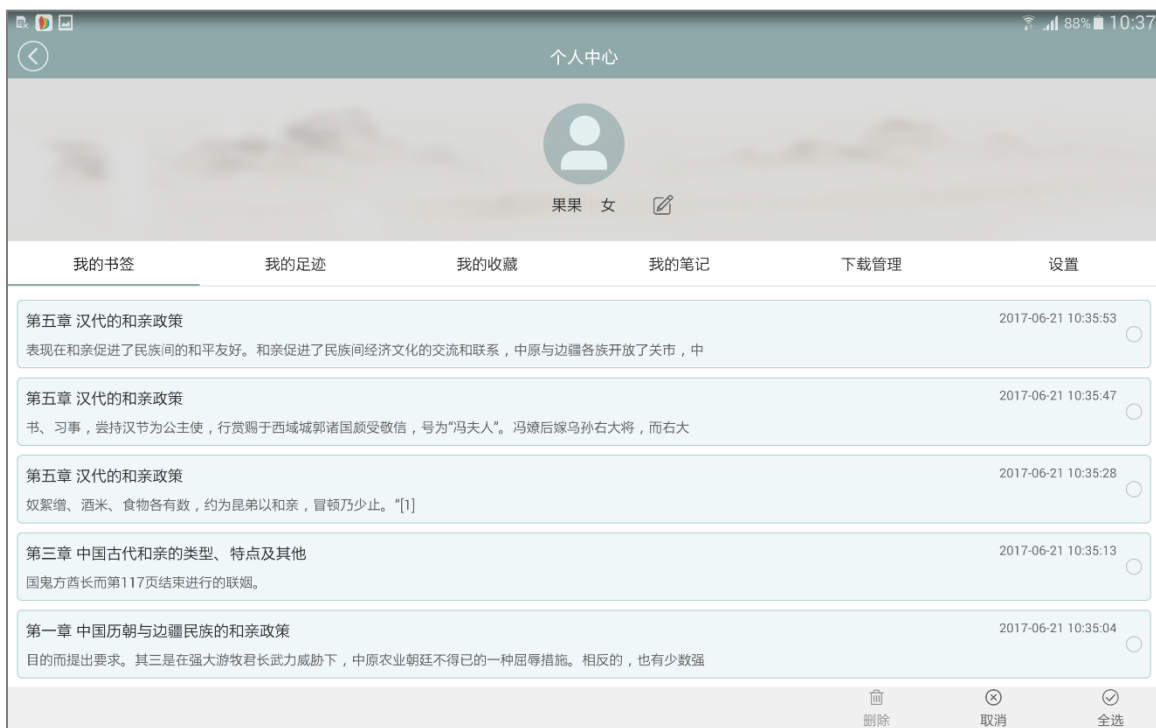 88% 10:37
个人中心
果果 女
我的书签 我的足迹 我的收藏 我的笔记 下载管理 设置
第五章 汉代的和亲政策 2017-06-21 10:35:53
表现在和亲促进了民族间的和平友好。和亲促进了民族间经济文化的交流和联系，中原与边疆各族开放了关市，中
第五章 汉代的和亲政策 2017-06-21 10:35:47
书、习事，尝持汉节为公主使，行赏赐于西域城郭诸国颇受敬信，号为“冯夫人”。冯嫽后嫁乌孙右大将，而右大
第五章 汉代的和亲政策 2017-06-21 10:35:28
奴絮缯、酒米、食物各有数，约为昆弟以和亲，冒顿乃少止。”[1]
第三章 中国古代和亲的类型、特点及其他 2017-06-21 10:35:13
国鬼方酋长而第117页结束进行的联姻。
第一章 中国历朝与边疆民族的和亲政策 2017-06-21 10:35:04
目的而提出要求。其三是在强大游牧君长武力威胁下，中原农业朝廷不得已的一种屈辱措施。相反的，也有少数强
删除 取消 全选